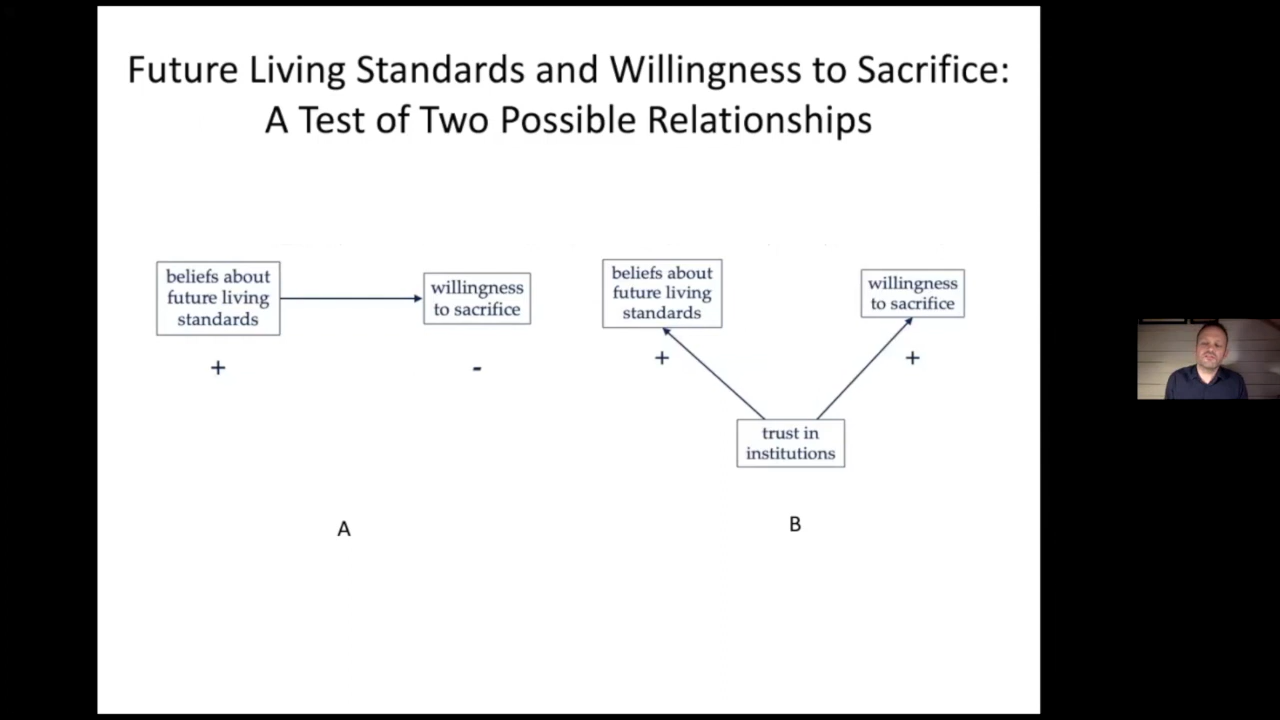 Future Living Standards and Willingness to Sacrifice:
A Test of Two Possible Relationships
beliefs about
future living
standards
willingness
to sacrifice
+
-
A
beliefs about
future living
standards
willingness
to sacrifice
+
+
trust in
institutions
B